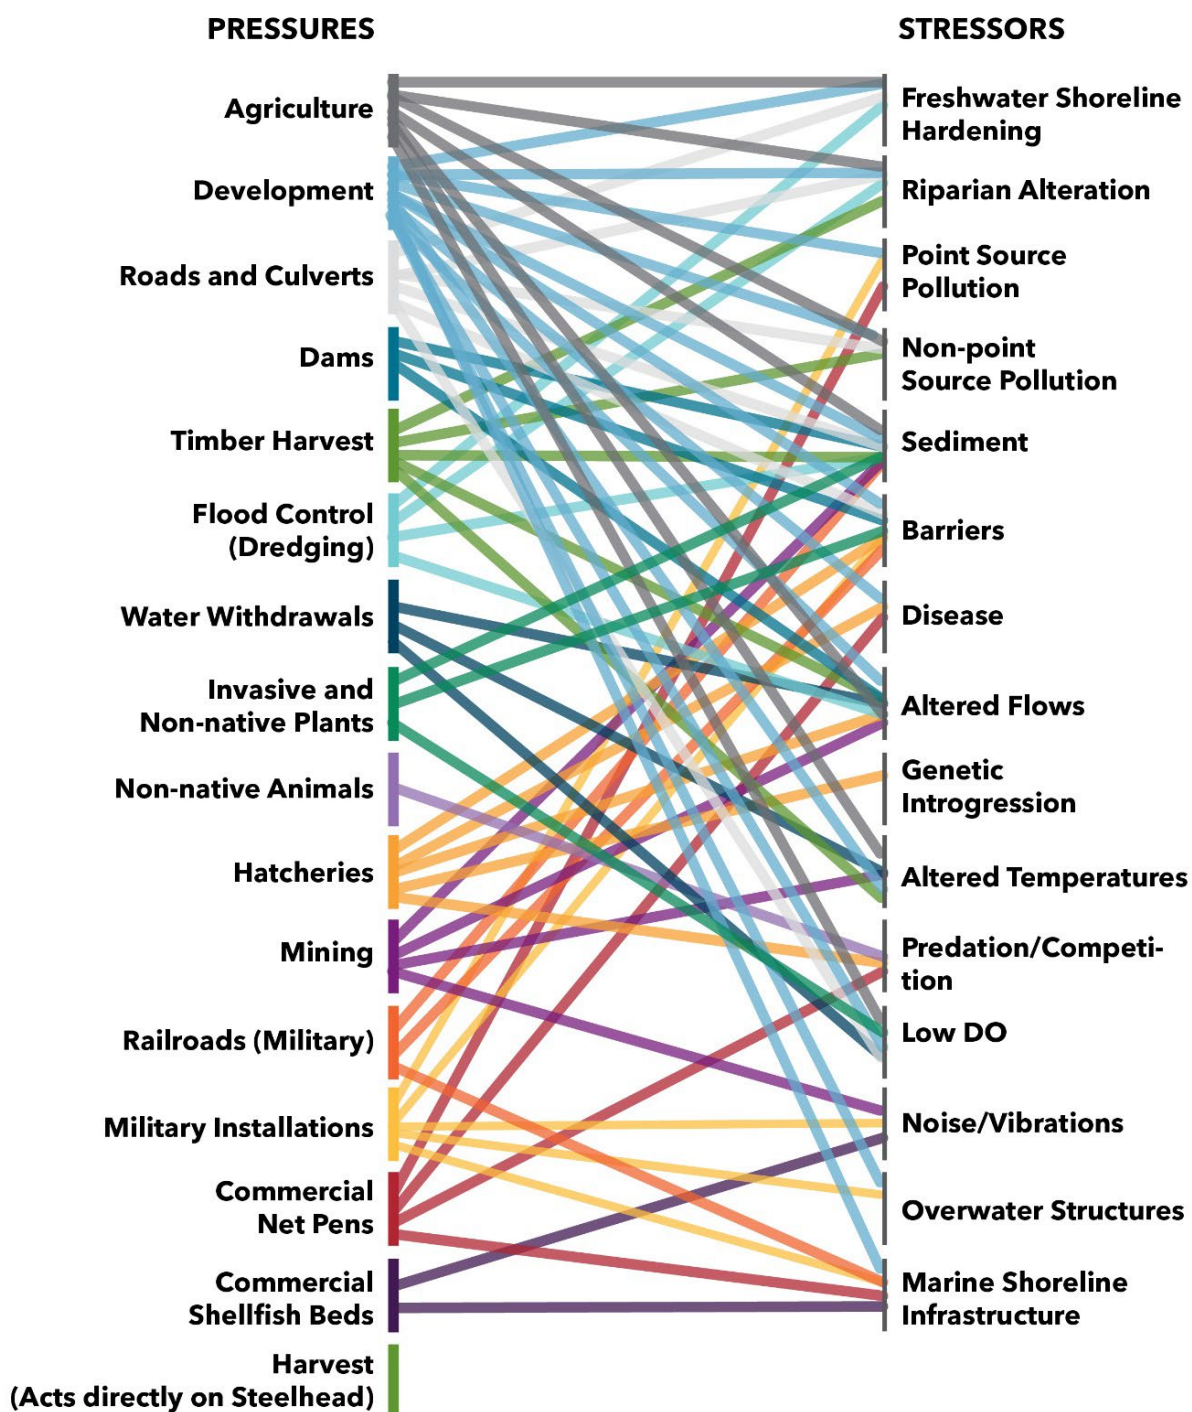 PRESSURES
Agriculture
Development
Roads and Culverts
Dams
Timber Harvest
Flood Control
(Dredging)
Water Withdrawals
Invasive and
Non-native Plants
Non-native Animals
Hatcheries
Mining
Railroads (Military)
Military Installations
Commercial
Net Pens
Commercial
Shellfish Beds
Harvest
(Acts directly on Steelhead)
STRESSORS
Freshwater Shoreline
Hardening
Riparian Alteration
Point Source
Pollution
Non-point
Source Pollution
Sediment
Barriers
Disease
Altered Flows
Genetic
Introgression
Altered Temperatures
Predation/Competi-
tion
Low DO
Noise/Vibrations
Overwater Structures
Marine Shoreline
Infrastructure